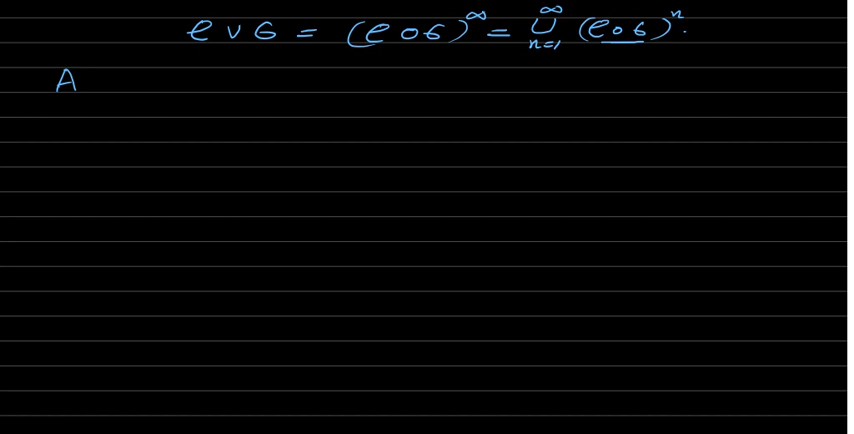 ρ ∨ σ = (ρ ∘ σ)^∞ = ∪_{n=1}^∞ (ρ∘σ)^n.
A